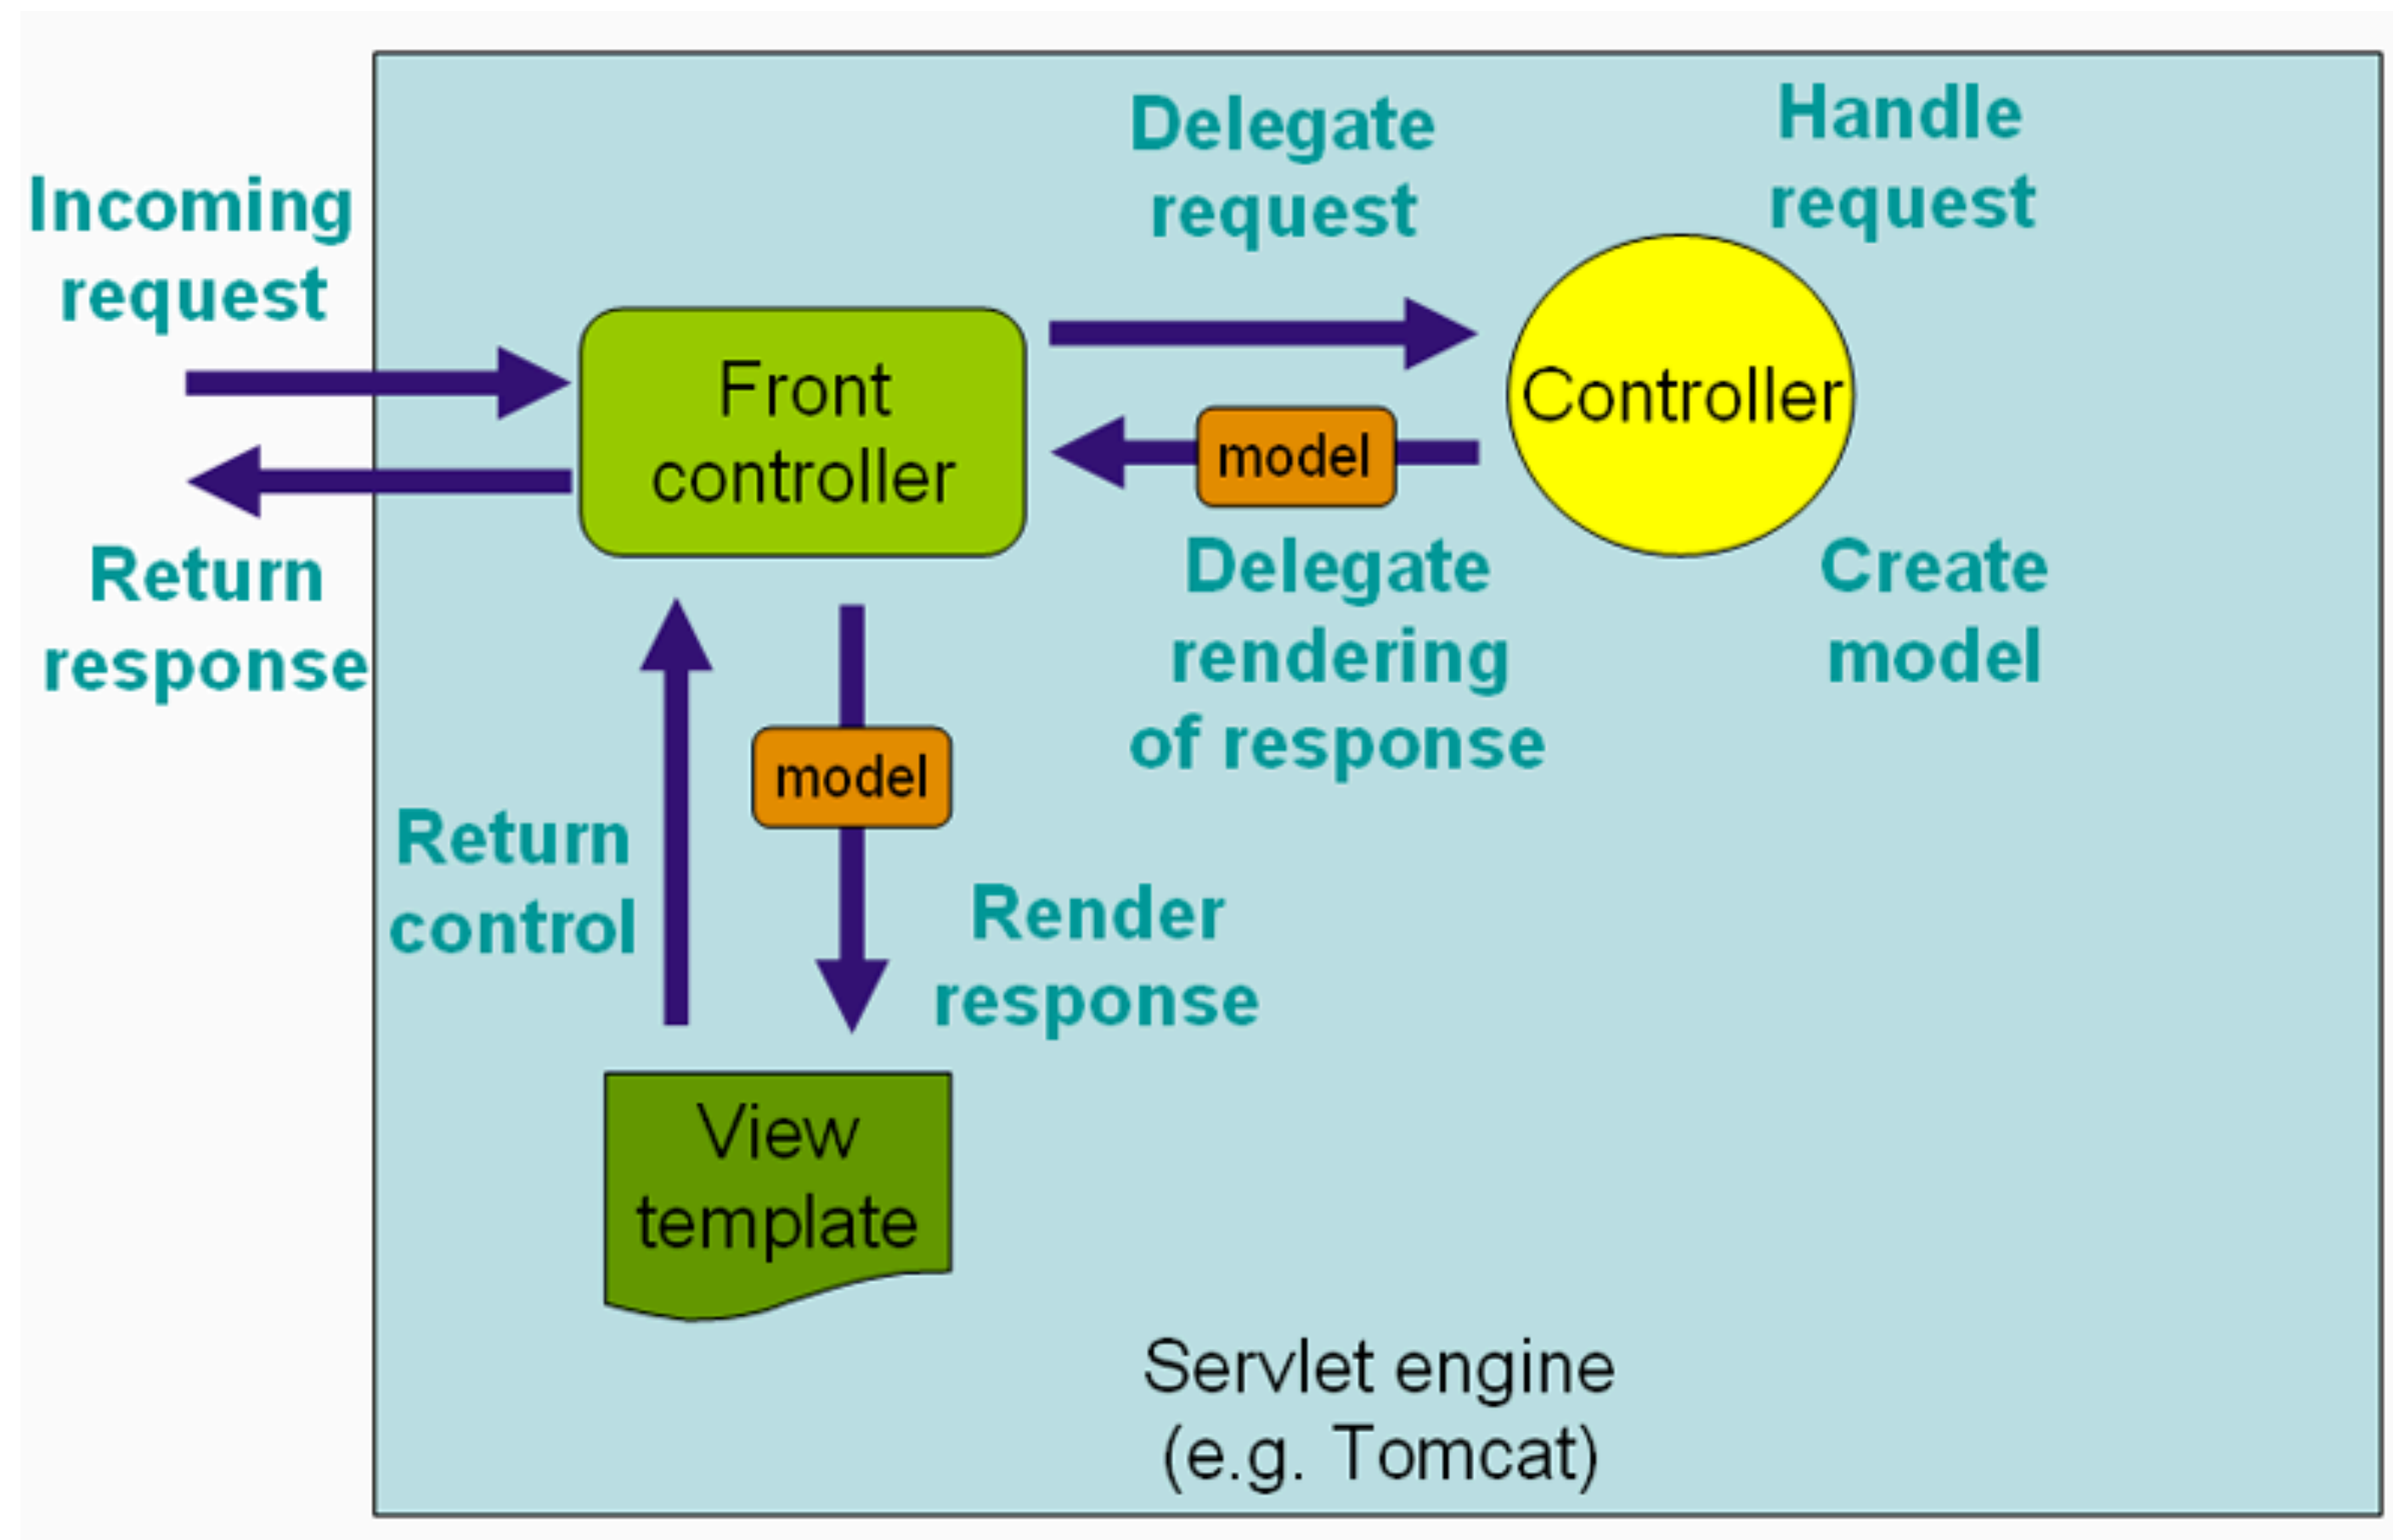 Incoming
request
Return
response
Front
controller
Delegate
request
Handle
request
Controller
model
Delegate
rendering
of response
Create
model
Return
control
model
Render
response
View
template
Servlet engine
(e.g. Tomcat)